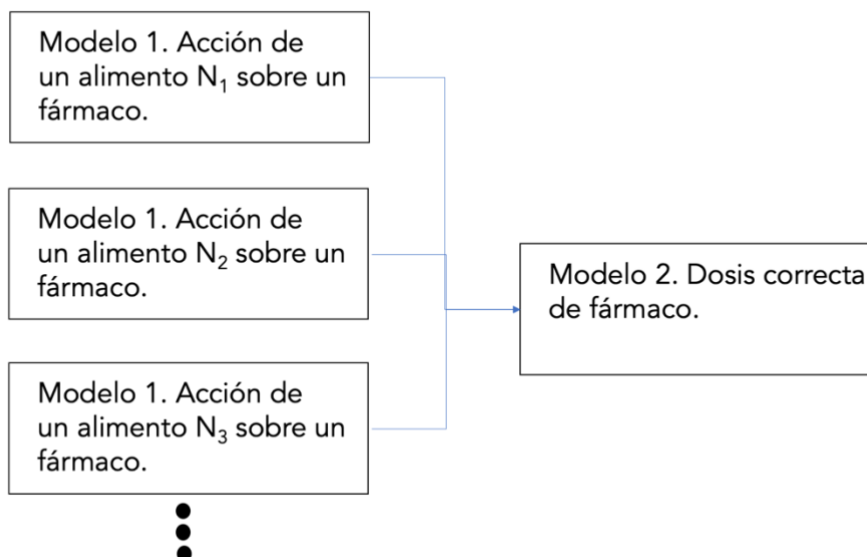 Modelo 1. Acción de
un alimento N₁ sobre un
fármaco.
Modelo 1. Acción de
un alimento N₂ sobre un
fármaco.
Modelo 1. Acción de
un alimento N₃ sobre un
fármaco.
Modelo 2. Dosis correcta
de fármaco.